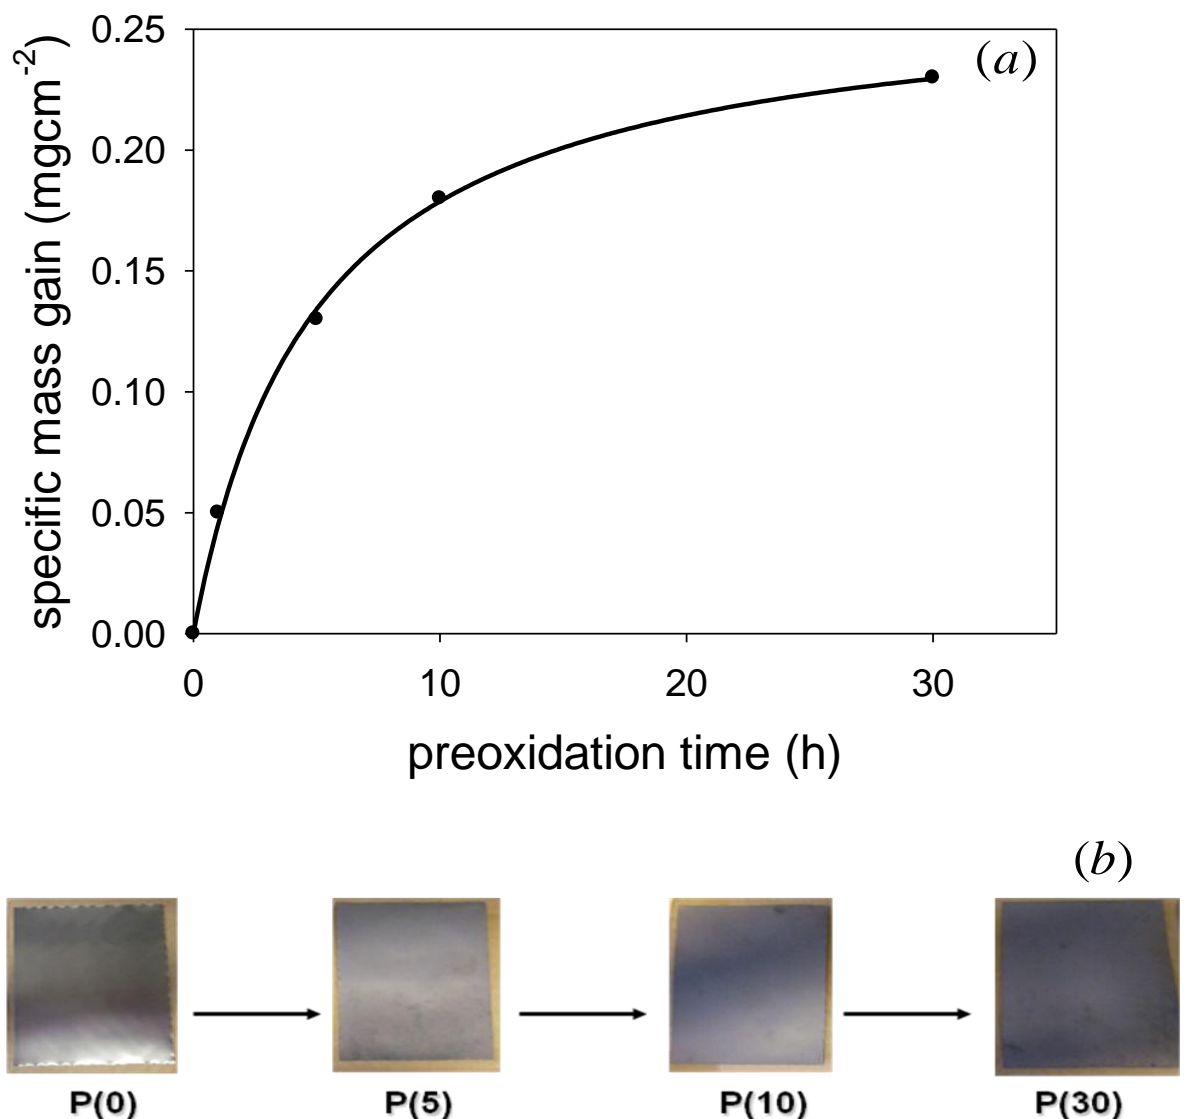 (a)
specific mass gain (mgcm-2)
0.25
0.20
0.15
0.10
0.05
0.00
0 10 20 30
preoxidation time (h)
(b)
P(0) P(5) P(10) P(30)